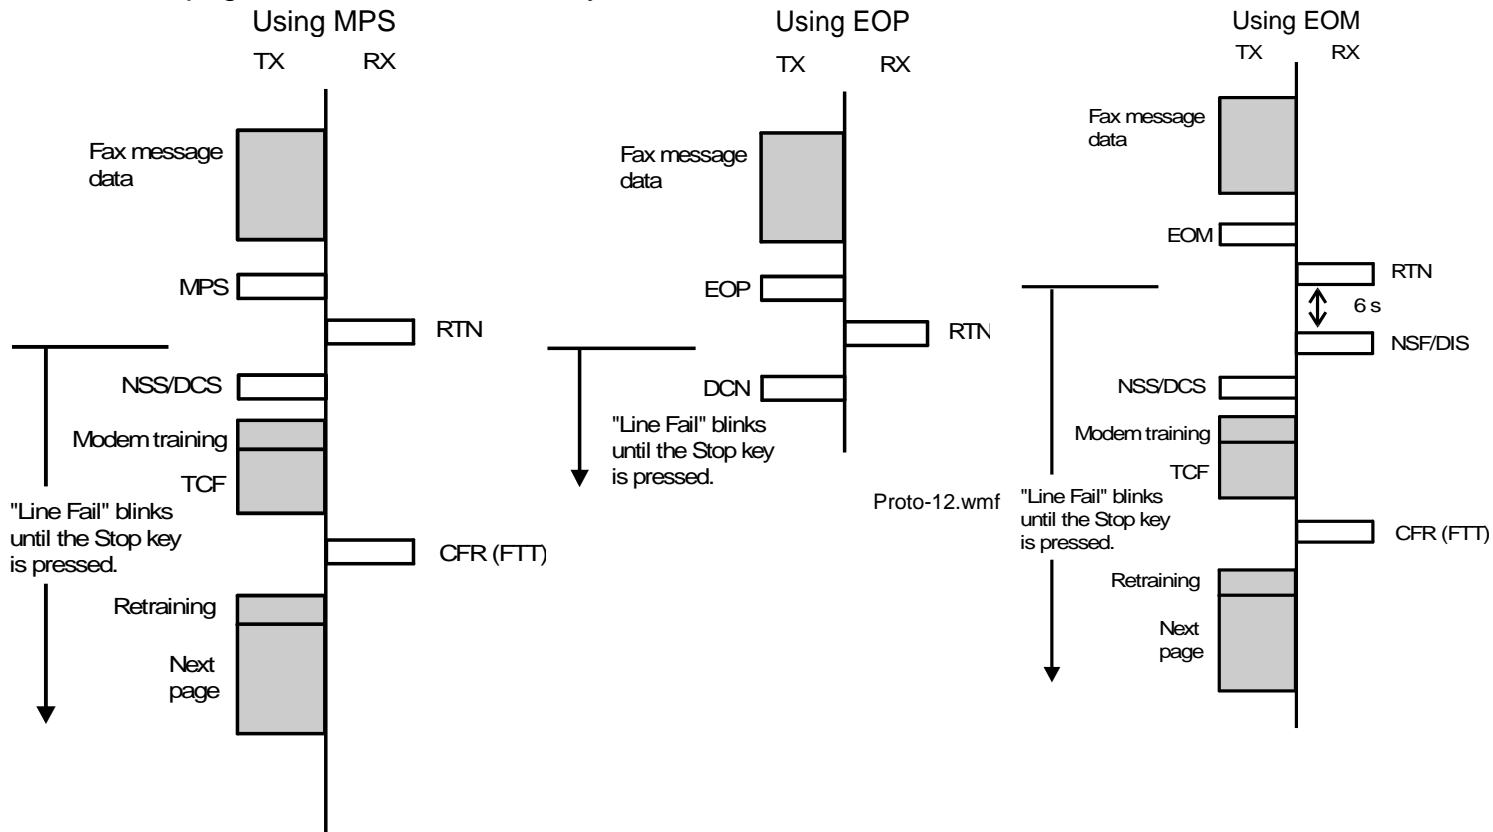 Using MPS
TX RX
Fax message
data
MPS
RTN
NSS/DCS
Modem training
TCF
"Line Fail" blinks
until the Stop key
is pressed.
CFR (FTT)
Retraining
Next
page
Using EOP
TX RX
Fax message
data
EOP
RTN
DCN
"Line Fail" blinks
until the Stop key
is pressed.
Proto-12.wmf
Using EOM
TX RX
Fax message
data
EOM
RTN
6 s
NSF/DIS
NSS/DCS
Modem training
TCF
"Line Fail" blinks
until the Stop key
is pressed.
CFR (FTT)
Retraining
Next
page